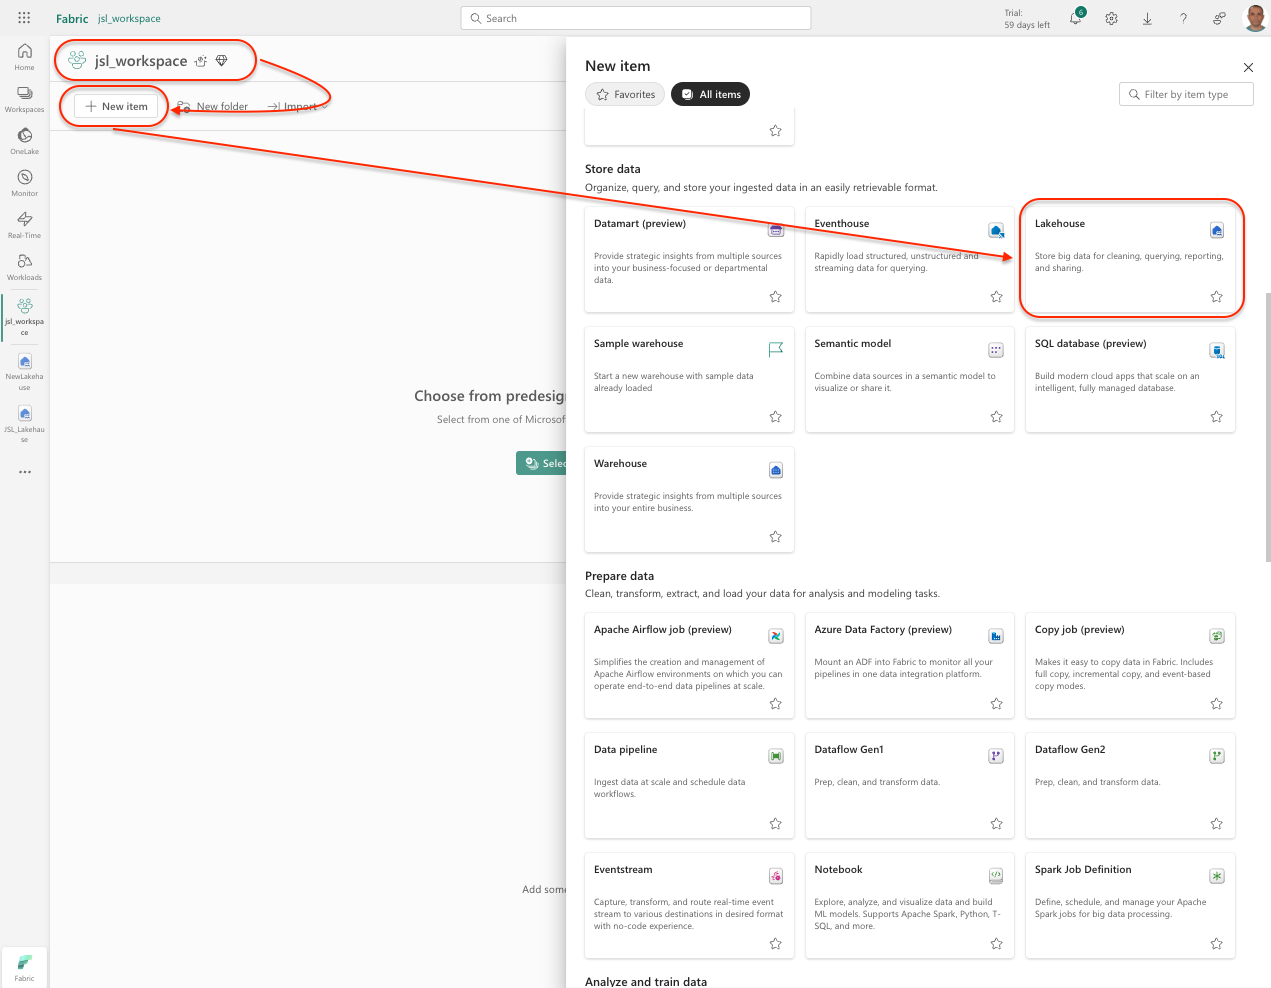 Fabric jsl_workspace
Search
Trial:
59 days left
6
Home
Workspaces
OneLake
Monitor
Real-Time
Workloads
jsl_workspa
ce
NewLakeho
use
JSL_Lakehou
se
Fabric
jsl_workspace
New item
New folder
Import
Choose from predesig
Select from one of Microsof
Selec
Add some
New item
Favorites
All items
Filter by item type
Store data
Organize, query, and store your ingested data in an easily retrievable format.
Datamart (preview)
Provide strategic insights from multiple sources
into your business-focused or departmental
data.
Eventhouse
Rapidly load structured, unstructured and
streaming data for querying.
Lakehouse
Store big data for cleaning, querying, reporting,
and sharing.
Sample warehouse
Start a new warehouse with sample data
already loaded
Semantic model
Combine data sources in a semantic model to
visualize or share it.
SQL database (preview)
Build modern cloud apps that scale on an
intelligent, fully managed database.
Warehouse
Provide strategic insights from multiple sources
into your entire business.
Prepare data
Clean, transform, extract, and load your data for analysis and modeling tasks.
Apache Airflow job (preview)
Simplifies the creation and management of
Apache Airflow environments on which you can
operate end-to-end data pipelines at scale.
Azure Data Factory (preview)
Mount an ADF into Fabric to monitor all your
pipelines in one data integration platform.
Copy job (preview)
Makes it easy to copy data in Fabric. Includes
full copy, incremental copy, and event-based
copy modes.
Data pipeline
Ingest data at scale and schedule data
workflows.
Dataflow Gen1
Prep, clean, and transform data.
Dataflow Gen2
Prep, clean, and transform data.
Eventstream
Capture, transform, and route real-time event
stream to various destinations in desired format
with no-code experience.
Notebook
Explore, analyze, and visualize data and build
ML models. Supports Apache Spark, Python, T-
SQL, and more.
Spark Job Definition
Define, schedule, and manage your Apache
Spark jobs for big data processing.
Analyze and train data